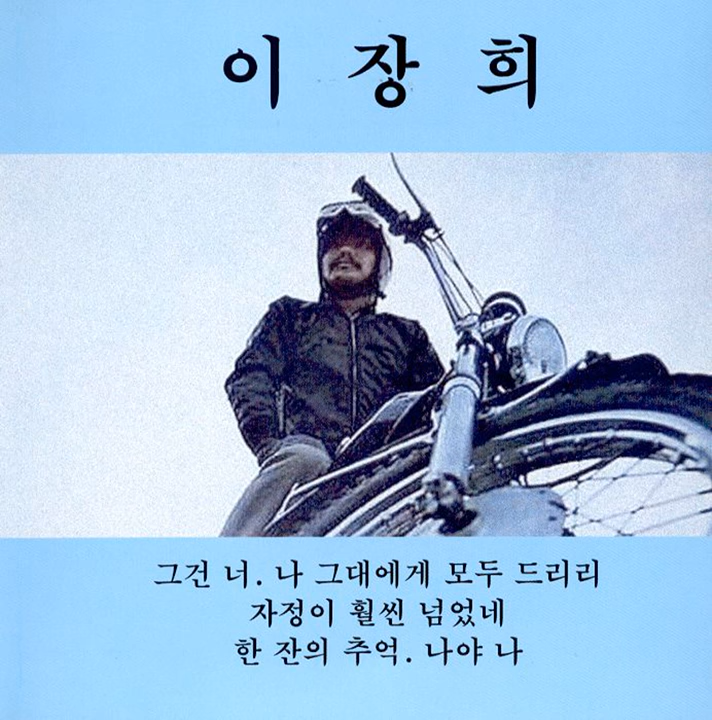 이 장 희
그건 너. 나 그대에게 모두 드리리
자정이 훨씬 넘었네
한 잔의 추억. 나야 나